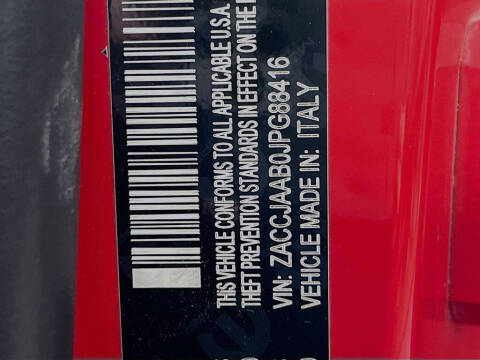 THIS VEHICLE CONFORMS TO ALL APPLICABLE U.S.A.
THEFT PREVENTION STANDARDS IN EFFECT ON THE
VIN: ZACCJAAB0JPG88416
VEHICLE MADE IN: ITALY